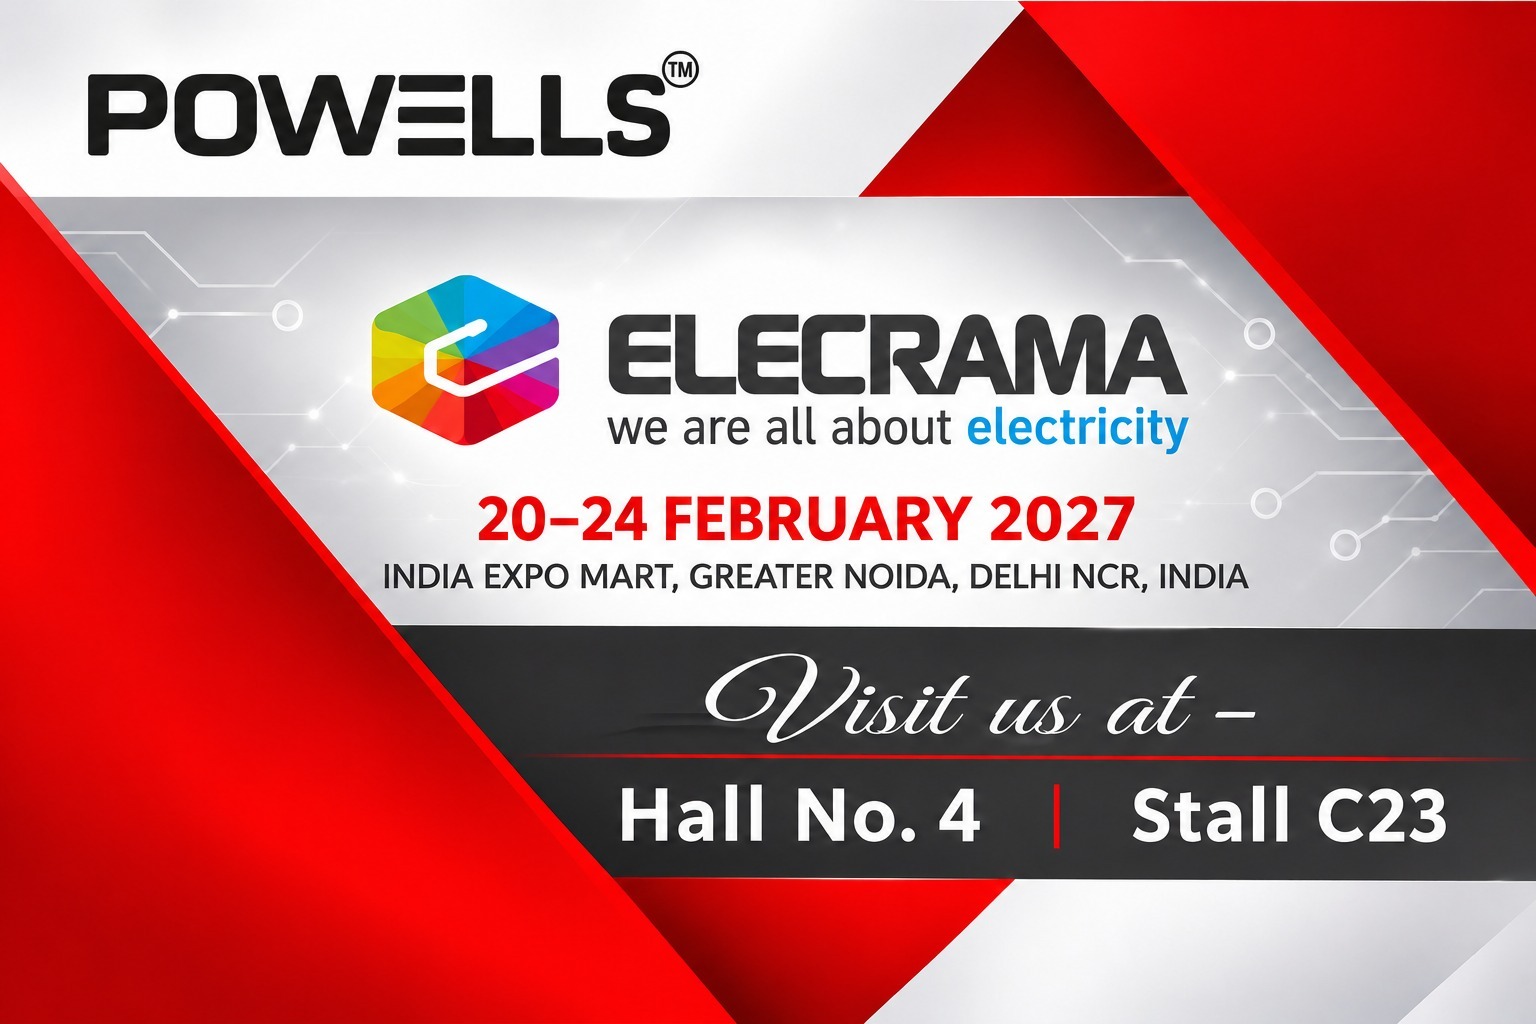 POWELLS™
ELECRAMA
we are all about electricity
20–24 FEBRUARY 2027
INDIA EXPO MART, GREATER NOIDA, DELHI NCR, INDIA
Visit us at –
Hall No. 4 | Stall C23